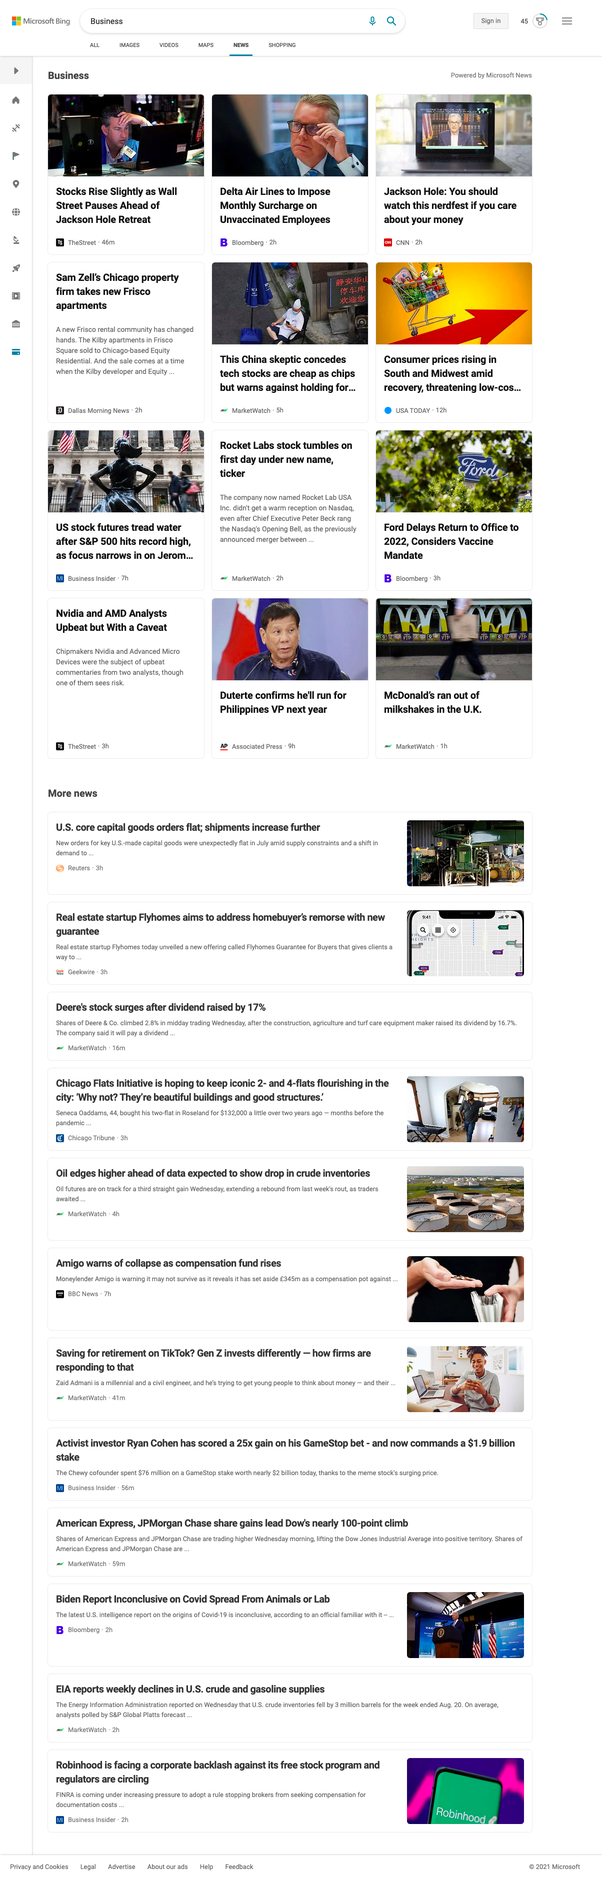 Microsoft Bing
Business
Sign in
45
ALL
IMAGES
VIDEOS
MAPS
NEWS
SHOPPING
Business
Powered by Microsoft News
Stocks Rise Slightly as Wall
Street Pauses Ahead of
Jackson Hole Retreat
TheStreet · 46m
Delta Air Lines to Impose
Monthly Surcharge on
Unvaccinated Employees
Bloomberg · 2h
Jackson Hole: You should
watch this nerdfest if you care
about your money
CNN · 2h
Sam Zell's Chicago property
firm takes new Frisco
apartments
A new Frisco rental community has changed
hands. The Kilby apartments in Frisco
Square sold to Chicago-based Equity
Residential. And the sale comes at a time
when the Kilby developer and Equity ...
Dallas Morning News · 2h
This China skeptic concedes
tech stocks are cheap as chips
but warns against holding for...
MarketWatch · 5h
Consumer prices rising in
South and Midwest amid
recovery, threatening low-cos...
USA TODAY · 12h
US stock futures tread water
after S&P 500 hits record high,
as focus narrows in on Jerom...
Business Insider · 7h
Rocket Labs stock tumbles on
first day under new name,
ticker
The company now named Rocket Lab USA
Inc. didn't get a warm reception on Nasdaq,
even after Chief Executive Peter Beck rang
the Nasdaq's Opening Bell, as the previously
announced merger between ...
MarketWatch · 2h
Ford
Ford Delays Return to Office to
2022, Considers Vaccine
Mandate
Bloomberg · 3h
Nvidia and AMD Analysts
Upbeat but With a Caveat
Chipmakers Nvidia and Advanced Micro
Devices were the subject of upbeat
commentaries from two analysts, though
one of them sees risk.
TheStreet · 3h
Duterte confirms he'll run for
Philippines VP next year
AP
Associated Press · 9h
McDonald's ran out of
milkshakes in the U.K.
MarketWatch · 1h
More news
U.S. core capital goods orders flat; shipments increase further
New orders for key U.S.-made capital goods were unexpectedly flat in July amid supply constraints and a shift in
demand to ...
Reuters · 3h
Real estate startup Flyhomes aims to address homebuyer's remorse with new
guarantee
Real estate startup Flyhomes today unveiled a new offering called Flyhomes Guarantee for Buyers that gives clients a
way to ...
Geekwire · 3h
9:41
Deere's stock surges after dividend raised by 17%
Shares of Deere & Co. climbed 2.8% in midday trading Wednesday, after the construction, agriculture and turf care equipment maker raised its dividend by 16.7%.
The company said it will pay a dividend ...
MarketWatch · 16m
Chicago Flats Initiative is hoping to keep iconic 2- and 4-flats flourishing in the
city: 'Why not? They're beautiful buildings and good structures.'
Seneca Oaddams, 44, bought his two-flat in Roseland for $132,000 a little over two years ago — months before the
pandemic ...
Chicago Tribune · 3h
Oil edges higher ahead of data expected to show drop in crude inventories
Oil futures are on track for a third straight gain Wednesday, extending a rebound from last week's rout, as traders
awaited ...
MarketWatch · 4h
Amigo warns of collapse as compensation fund rises
Moneylender Amigo is warning it may not survive as it reveals it has set aside £345m as a compensation pot against ...
BBC News · 7h
Saving for retirement on TikTok? Gen Z invests differently — how firms are
responding to that
Zaid Admani is a millennial and a civil engineer, and he's trying to get young people to think about money — and their ...
MarketWatch · 41m
Activist investor Ryan Cohen has scored a 25x gain on his GameStop bet - and now commands a $1.9 billion
stake
The Chewy cofounder spent $76 million on a GameStop stake worth nearly $2 billion today, thanks to the meme stock's surging price.
Business Insider · 56m
American Express, JPMorgan Chase share gains lead Dow's nearly 100-point climb
Shares of American Express and JPMorgan Chase are trading higher Wednesday morning, lifting the Dow Jones Industrial Average into positive territory. Shares of
American Express and JPMorgan Chase are ...
MarketWatch · 59m
Biden Report Inconclusive on Covid Spread From Animals or Lab
The latest U.S. intelligence report on the origins of Covid-19 is inconclusive, according to an official familiar with it – ...
Bloomberg · 2h
EIA reports weekly declines in U.S. crude and gasoline supplies
The Energy Information Administration reported on Wednesday that U.S. crude inventories fell by 3 million barrels for the week ended Aug. 20. On average,
analysts polled by S&P Global Platts forecast ...
MarketWatch · 2h
Robinhood is facing a corporate backlash against its free stock program and
regulators are circling
FINRA is coming under increasing pressure to adopt a rule stopping brokers from seeking compensation for
documentation costs ...
Business Insider · 2h
Robinhood
Privacy and Cookies
Legal
Advertise
About our ads
Help
Feedback
© 2021 Microsoft